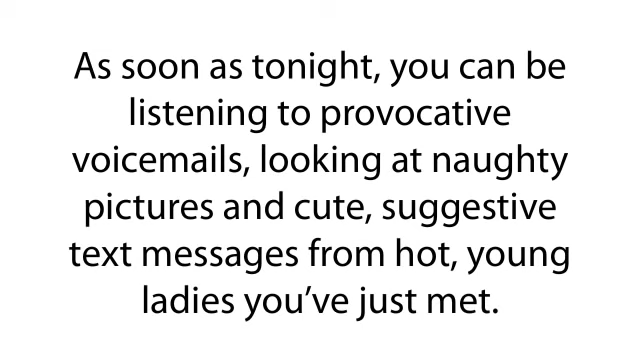 As soon as tonight, you can be
listening to provocative
voicemails, looking at naughty
pictures and cute, suggestive
text messages from hot, young
ladies you’ve just met.